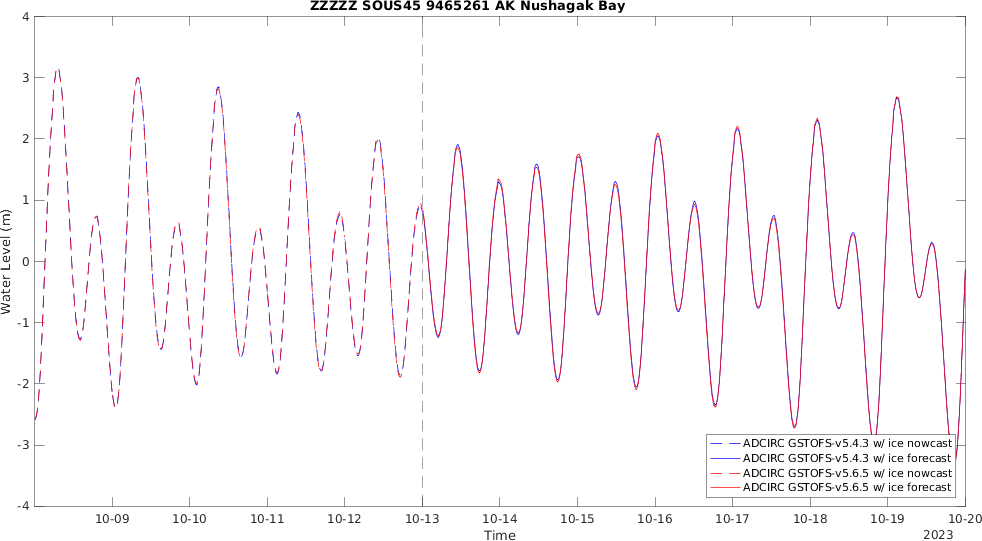 ZZZZZ SOUS45 9465261 AK Nushagak Bay
4
3
2
1
0
-1
-2
-3
-4
Water Level (m)
ADCIRC GSTOFS-v5.4.3 w/ ice nowcast
ADCIRC GSTOFS-v5.4.3 w/ ice forecast
ADCIRC GSTOFS-v5.6.5 w/ ice nowcast
ADCIRC GSTOFS-v5.6.5 w/ ice forecast
10-09 10-10 10-11 10-12 10-13 10-14 10-15 10-16 10-17 10-18 10-19 10-20
Time 2023